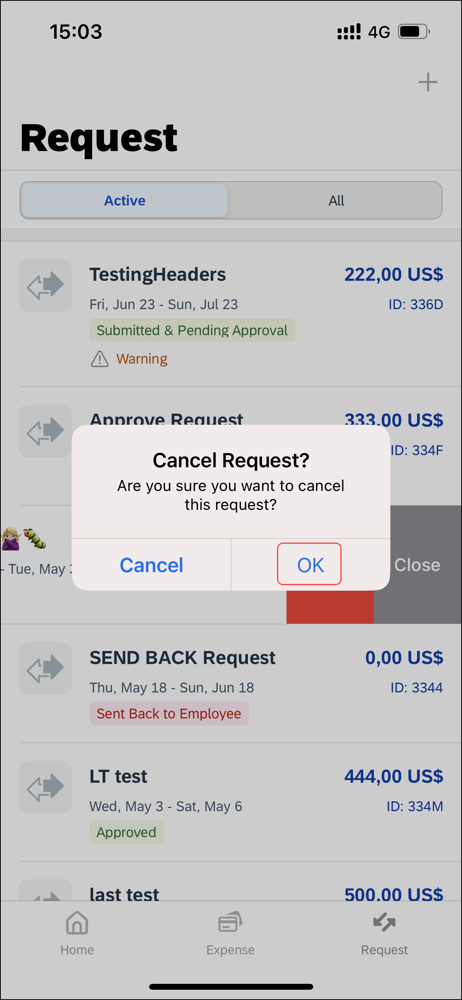 15:03 4G
Request
Active All
TestingHeaders 222,00 US$
Fri, Jun 23 - Sun, Jul 23 ID: 336D
Submitted & Pending Approval
Warning
Approve Request 333,00 US$
ID: 334F
Cancel Request?
Are you sure you want to cancel
this request?
- Tue, May
Cancel OK Close
SEND BACK Request 0,00 US$
Thu, May 18 - Sun, Jun 18 ID: 3344
Sent Back to Employee
LT test 444,00 US$
Wed, May 3 - Sat, May 6 ID: 334M
Approved
last test 500,00 US$
Home Expense Request